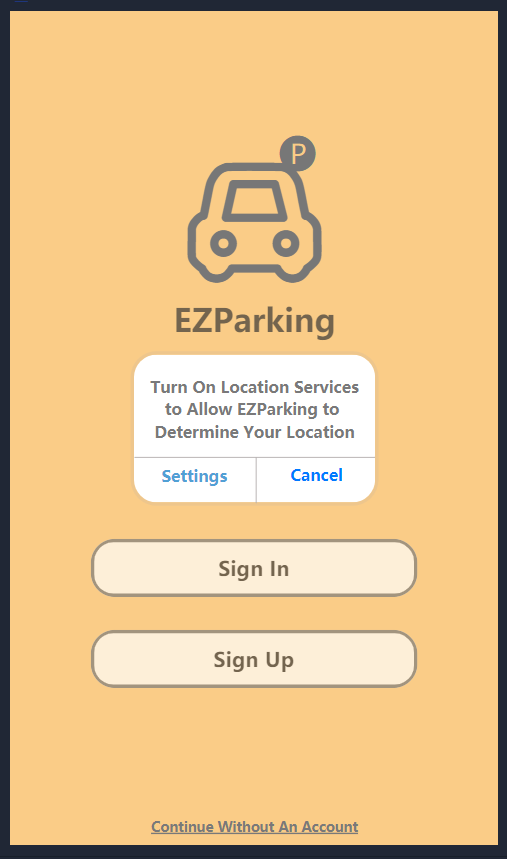 P
EZParking
Turn On Location Services
to Allow EZParking to
Determine Your Location
Settings
Cancel
Sign In
Sign Up
Continue Without An Account